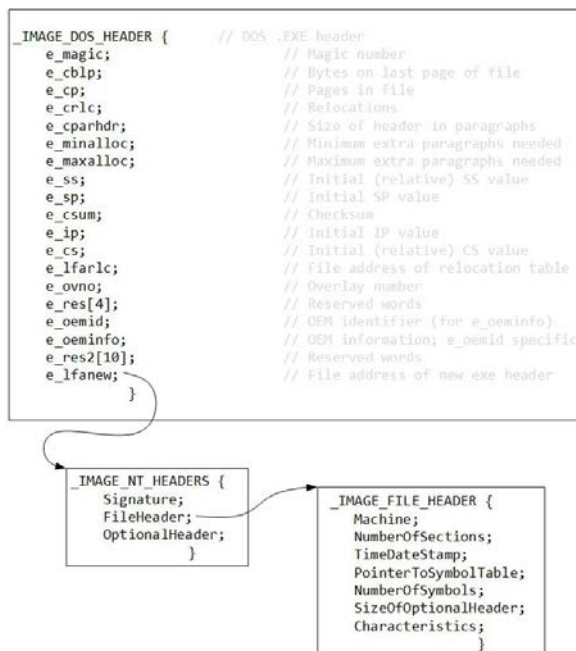 _IMAGE_DOS_HEADER { // DOS .EXE header
e_magic; // Magic number
e_cblp; // Bytes on last page of file
e_cp; // Pages in file
e_crlc; // Relocations
e_cparhdr; // Size of header in paragraphs
e_minalloc; // Minimum extra paragraphs needed
e_maxalloc; // Maximum extra paragraphs needed
e_ss; // Initial (relative) SS value
e_sp; // Initial SP value
e_csum; // Checksum
e_ip; // Initial IP value
e_cs; // Initial (relative) CS value
e_lfarlc; // File address of relocation table
e_ovno; // Overlay number
e_res[4]; // Reserved words
e_oemid; // OEM identifier (for e_oeminfo)
e_oeminfo; // OEM information; e_oemid specific
e_res2[10]; // Reserved words
e_lfanew; // File address of new exe header
}
_IMAGE_NT_HEADERS {
Signature;
FileHeader;
OptionalHeader;
}
_IMAGE_FILE_HEADER {
Machine;
NumberOfSections;
TimeDateStamp;
PointerToSymbolTable;
NumberOfSymbols;
SizeOfOptionalHeader;
Characteristics;
}